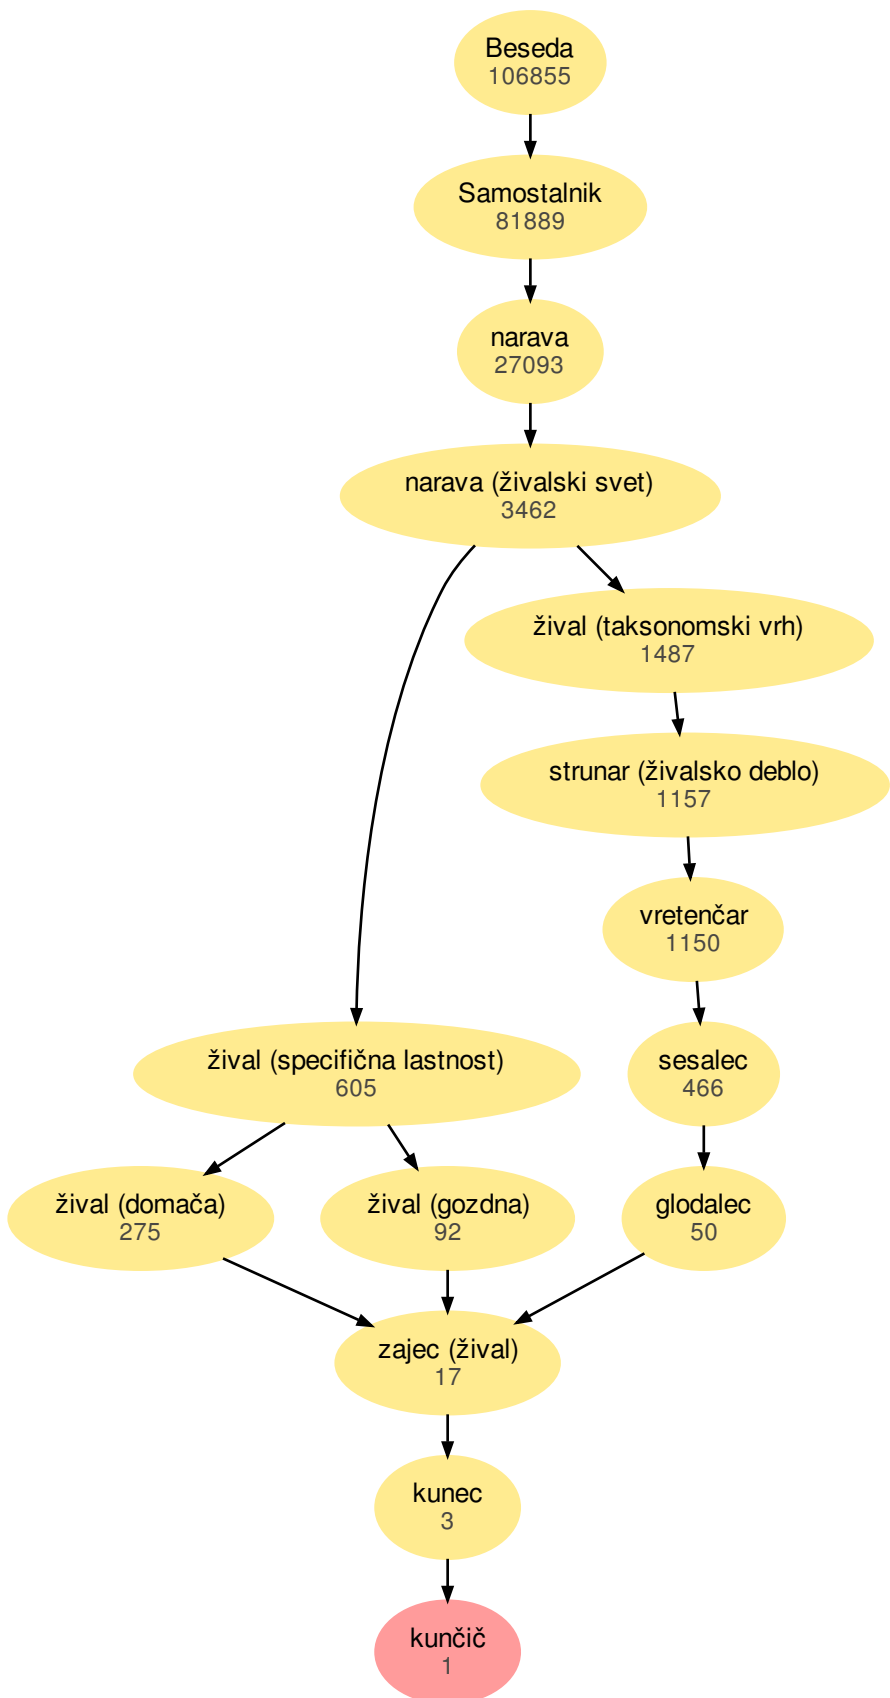 Beseda
106855
Samostalnik
81889
narava
27093
narava (živalski svet)
3462
žival (taksonomski vrh)
1487
strunar (živalsko deblo)
1157
vretenčar
1150
žival (specifična lastnost)
605
sesalec
466
žival (domača)
275
žival (gozdna)
92
glodalec
50
zajec (žival)
17
kunec
3
kunčič
1